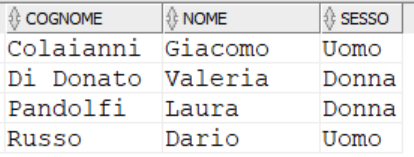 COGNOME NOME SESSO
Colaianni Giacomo Uomo
Di Donato Valeria Donna
Pandolfi Laura Donna
Russo Dario Uomo